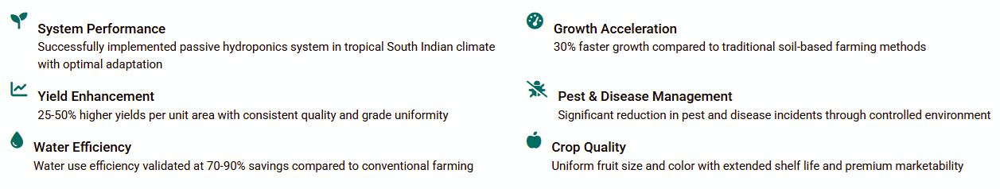 System Performance
Successfully implemented passive hydroponics system in tropical South Indian climate
with optimal adaptation
Yield Enhancement
25-50% higher yields per unit area with consistent quality and grade uniformity
Water Efficiency
Water use efficiency validated at 70-90% savings compared to conventional farming
Growth Acceleration
30% faster growth compared to traditional soil-based farming methods
Pest & Disease Management
Significant reduction in pest and disease incidents through controlled environment
Crop Quality
Uniform fruit size and color with extended shelf life and premium marketability